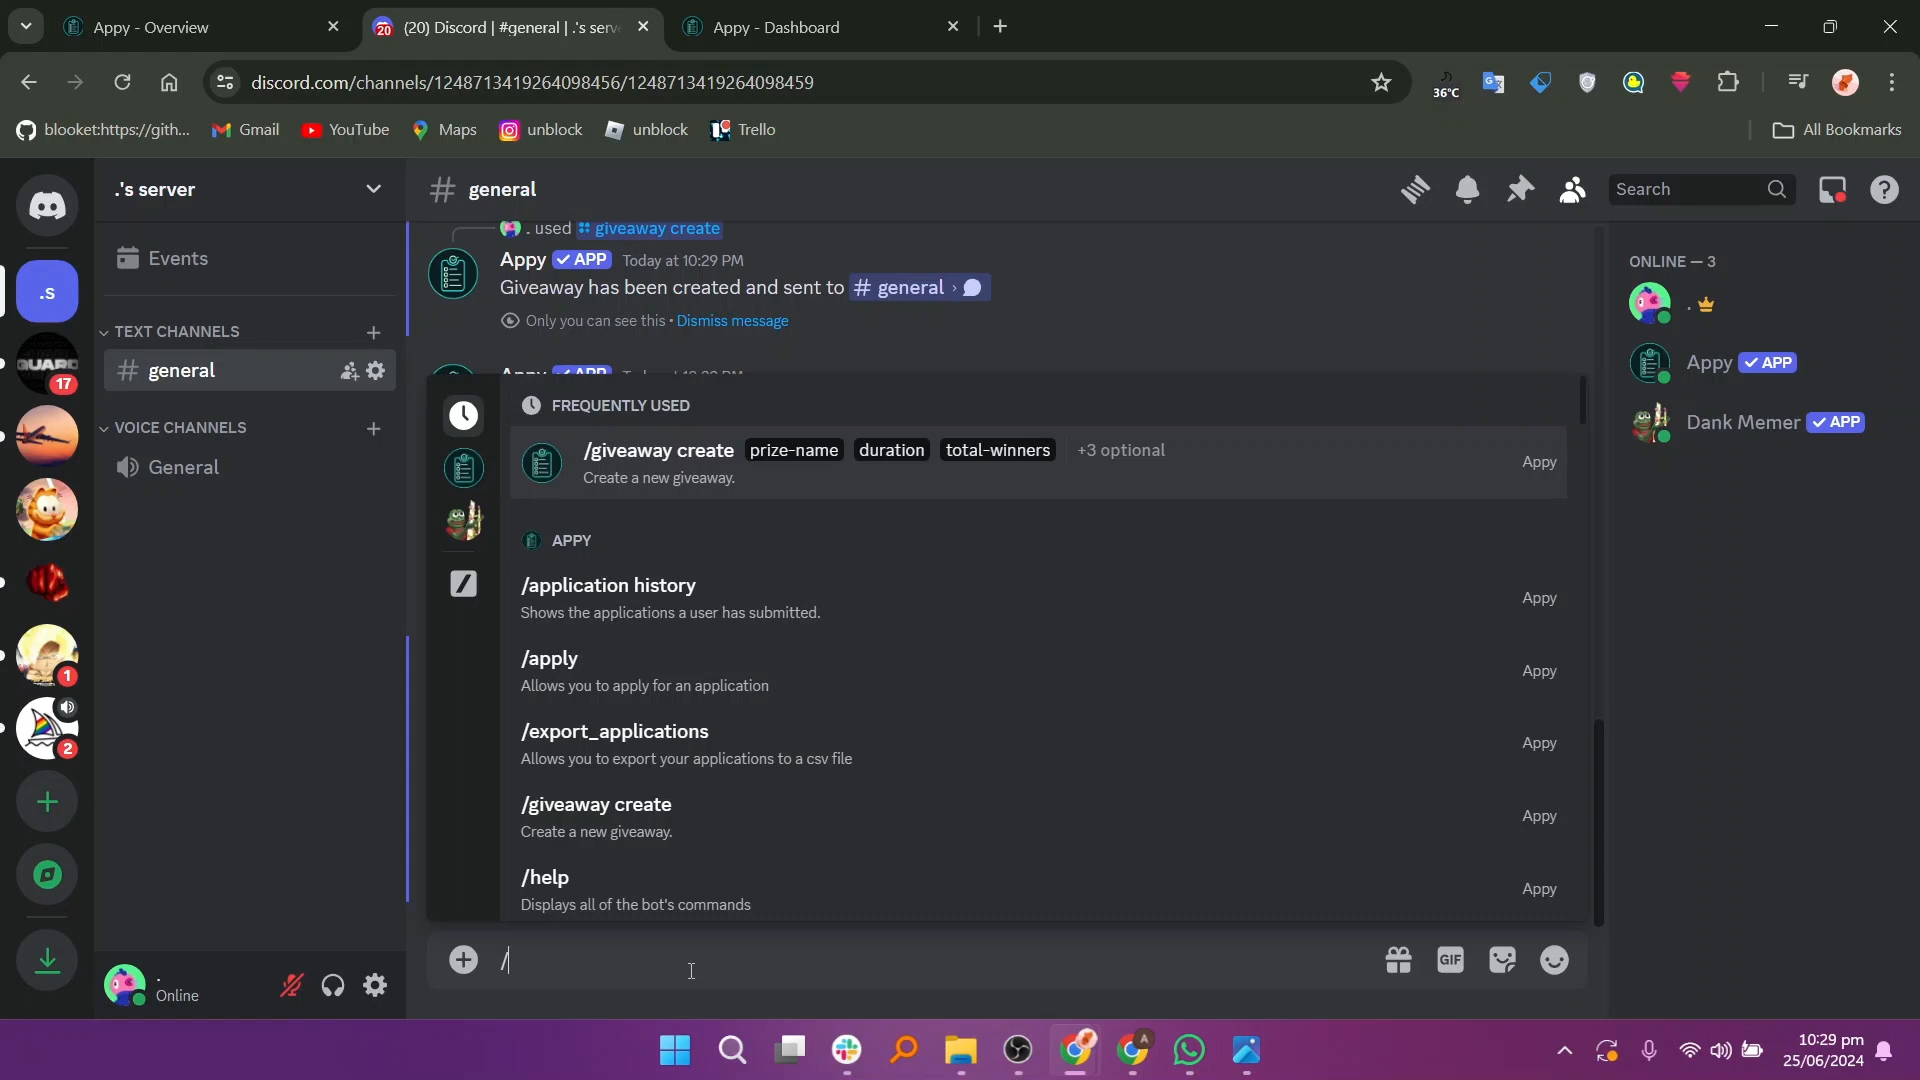 Appy - Overview
(20) Discord | #general | .'s serve
Appy - Dashboard
discord.com/channels/1248713419264098456/1248713419264098459
36°C
blooket:https://gith...
Gmail
YouTube
Maps
unblock
unblock
Trello
All Bookmarks
.'s server
general
Search
Events
TEXT CHANNELS
general
VOICE CHANNELS
General
.s
GUARD
17
1
2
. used giveaway create
Appy APP Today at 10:29 PM
Giveaway has been created and sent to # general
Only you can see this • Dismiss message
FREQUENTLY USED
/giveaway create prize-name duration total-winners +3 optional
Create a new giveaway.
Appy
APPY
/application history
Shows the applications a user has submitted.
Appy
/apply
Allows you to apply for an application
Appy
/export_applications
Allows you to export your applications to a csv file
Appy
/giveaway create
Create a new giveaway.
Appy
/help
Displays all of the bot's commands
Appy
/
GIF
ONLINE — 3
.
Appy APP
Dank Memer APP
.
Online
10:29 pm
25/06/2024